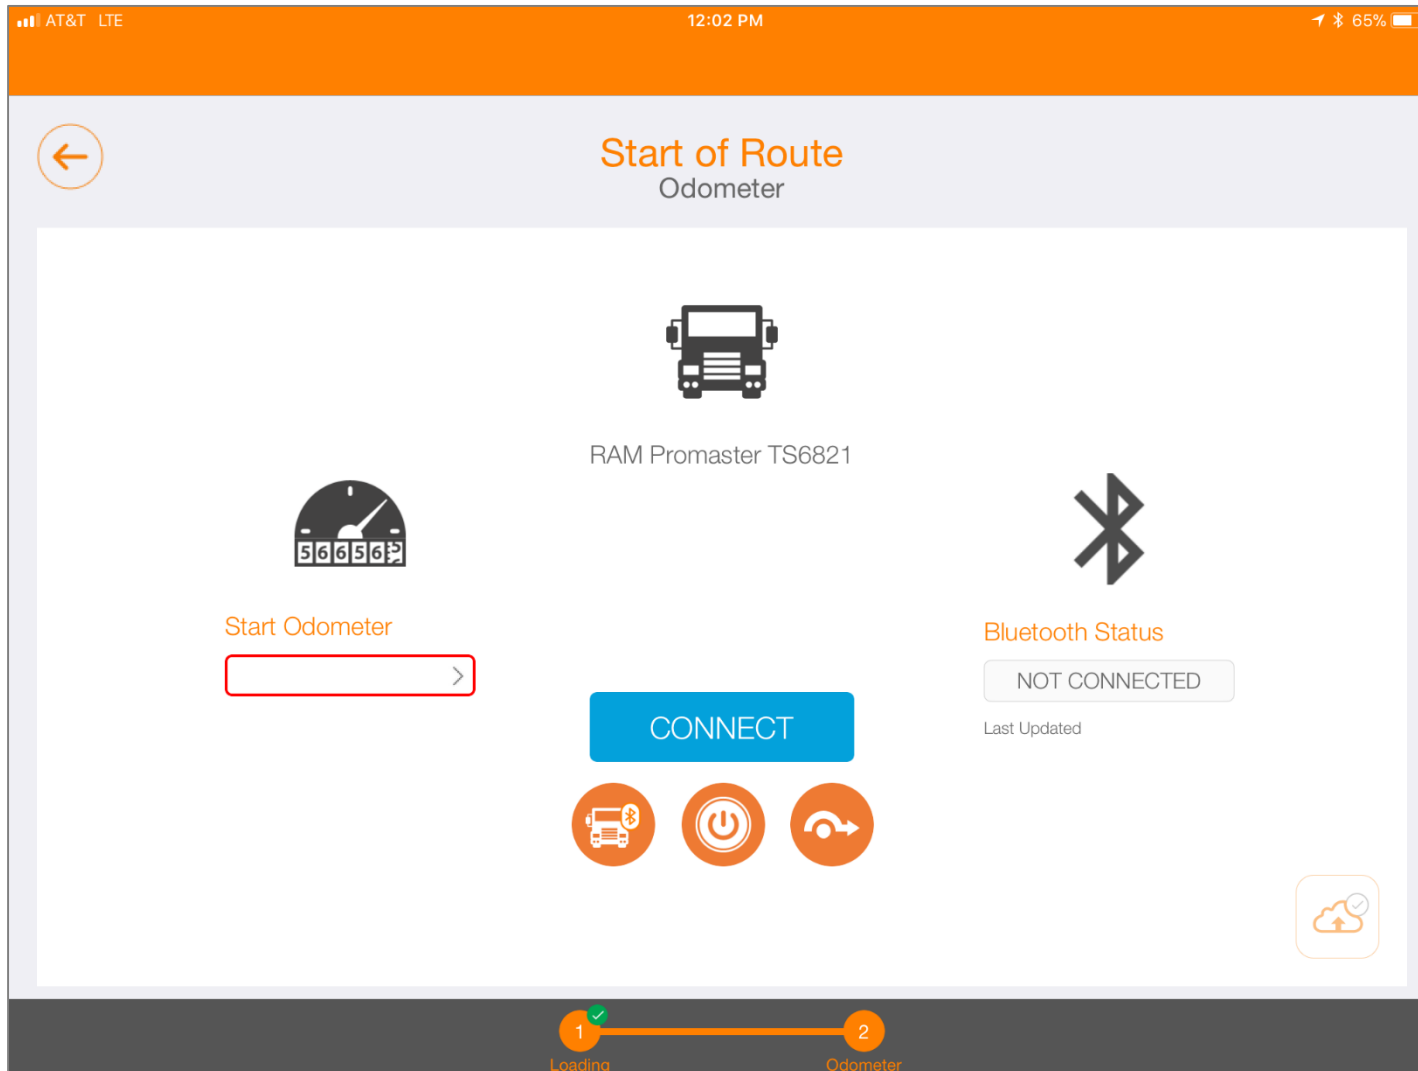 AT&T LTE
12:02 PM
65%
Start of Route
Odometer
RAM Promaster TS6821
56656
Start Odometer
Bluetooth Status
NOT CONNECTED
Last Updated
CONNECT
1
2
Loading
Odometer